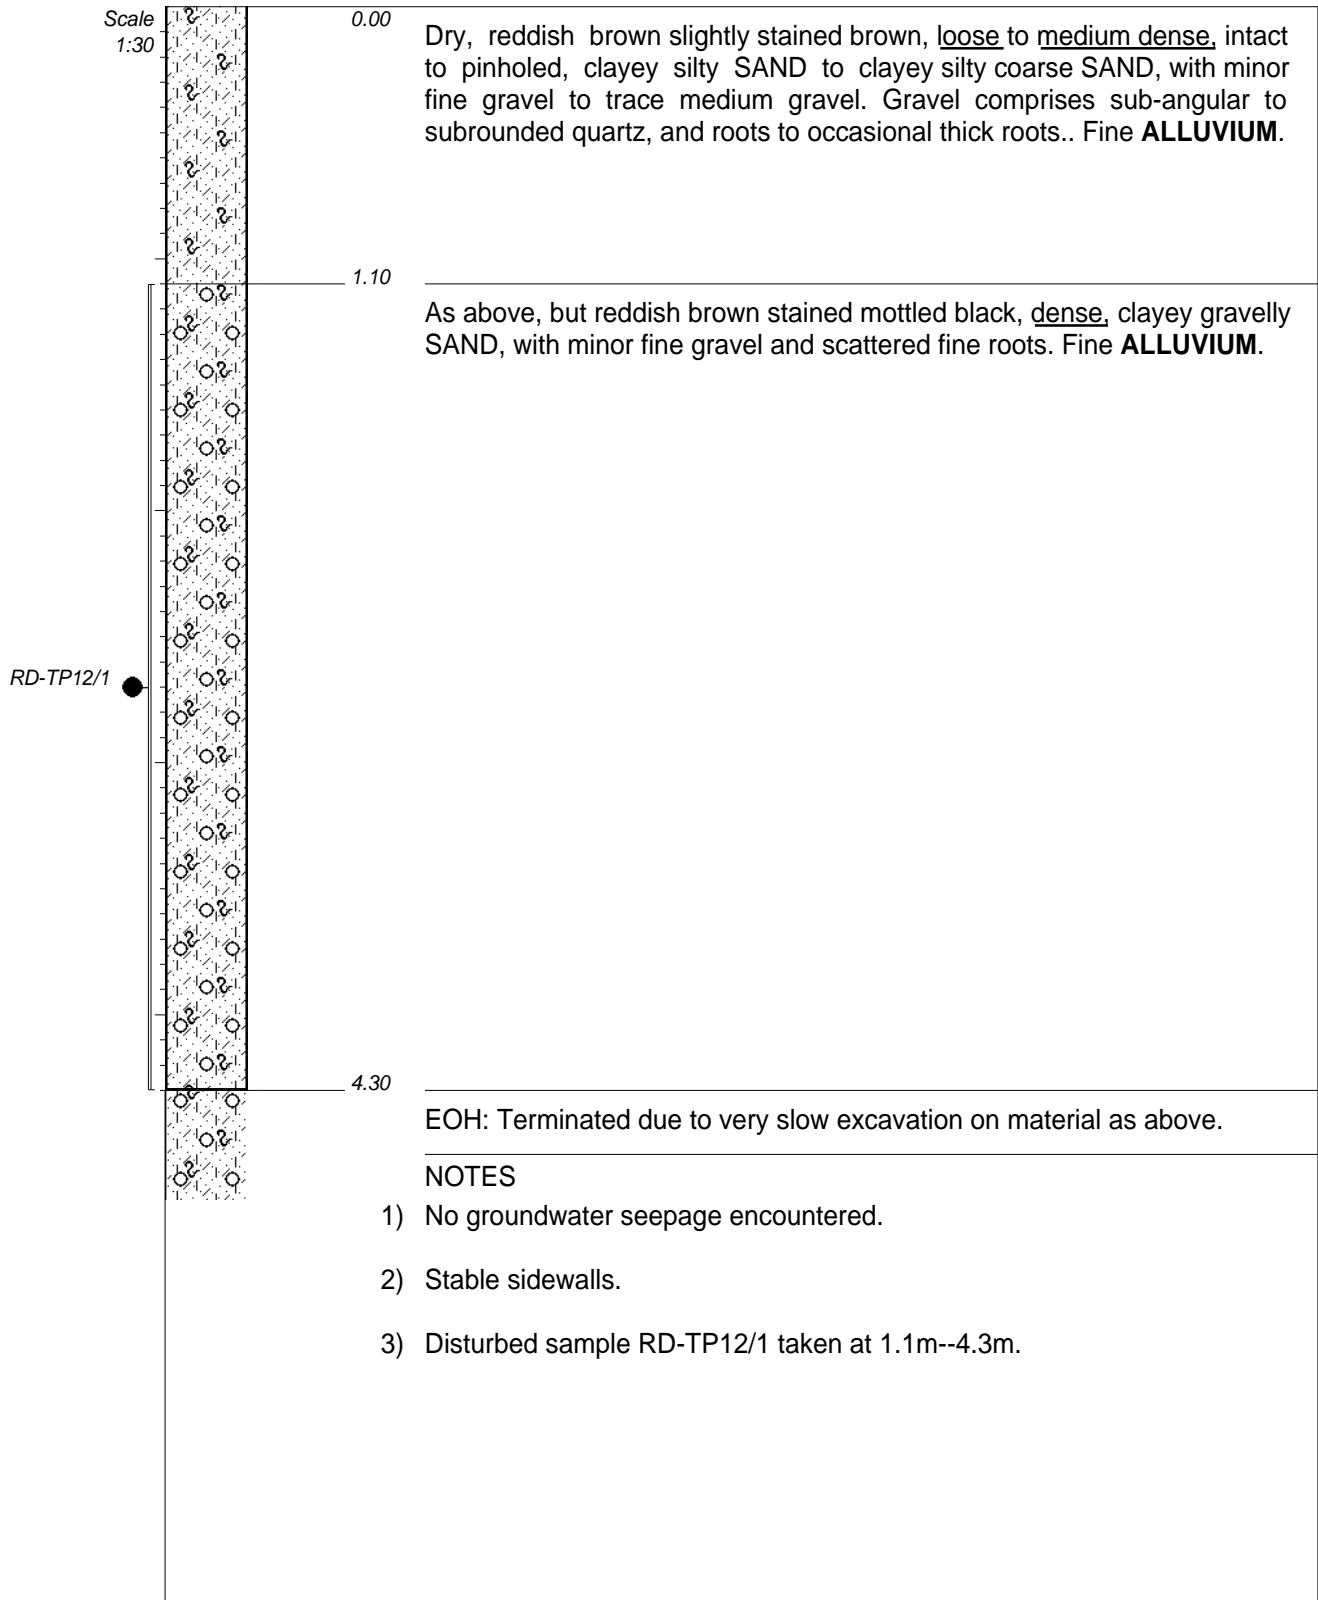 Scale
1:30
0.00
Dry, reddish brown slightly stained brown, loose to medium dense, intact
to pinholed, clayey silty SAND to clayey silty coarse SAND, with minor
fine gravel to trace medium gravel. Gravel comprises sub-angular to
subrounded quartz, and roots to occasional thick roots.. Fine ALLUVIUM.
1.10
As above, but reddish brown stained mottled black, dense, clayey gravelly
SAND, with minor fine gravel and scattered fine roots. Fine ALLUVIUM.
RD-TP12/1
4.30
EOH: Terminated due to very slow excavation on material as above.
NOTES
1) No groundwater seepage encountered.
2) Stable sidewalls.
3) Disturbed sample RD-TP12/1 taken at 1.1m--4.3m.